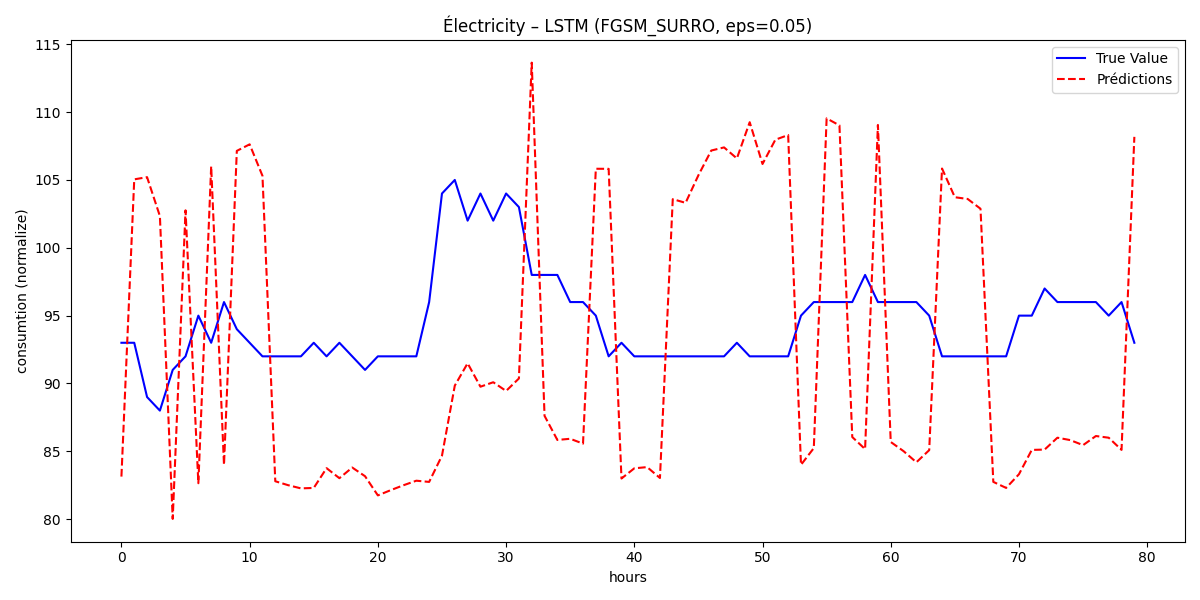 Électricity – LSTM (FGSM_SURRO, eps=0.05)
True Value
Prédictions
consumtion (normalize)
115
110
105
100
95
90
85
80
0 10 20 30 40 50 60 70 80
hours